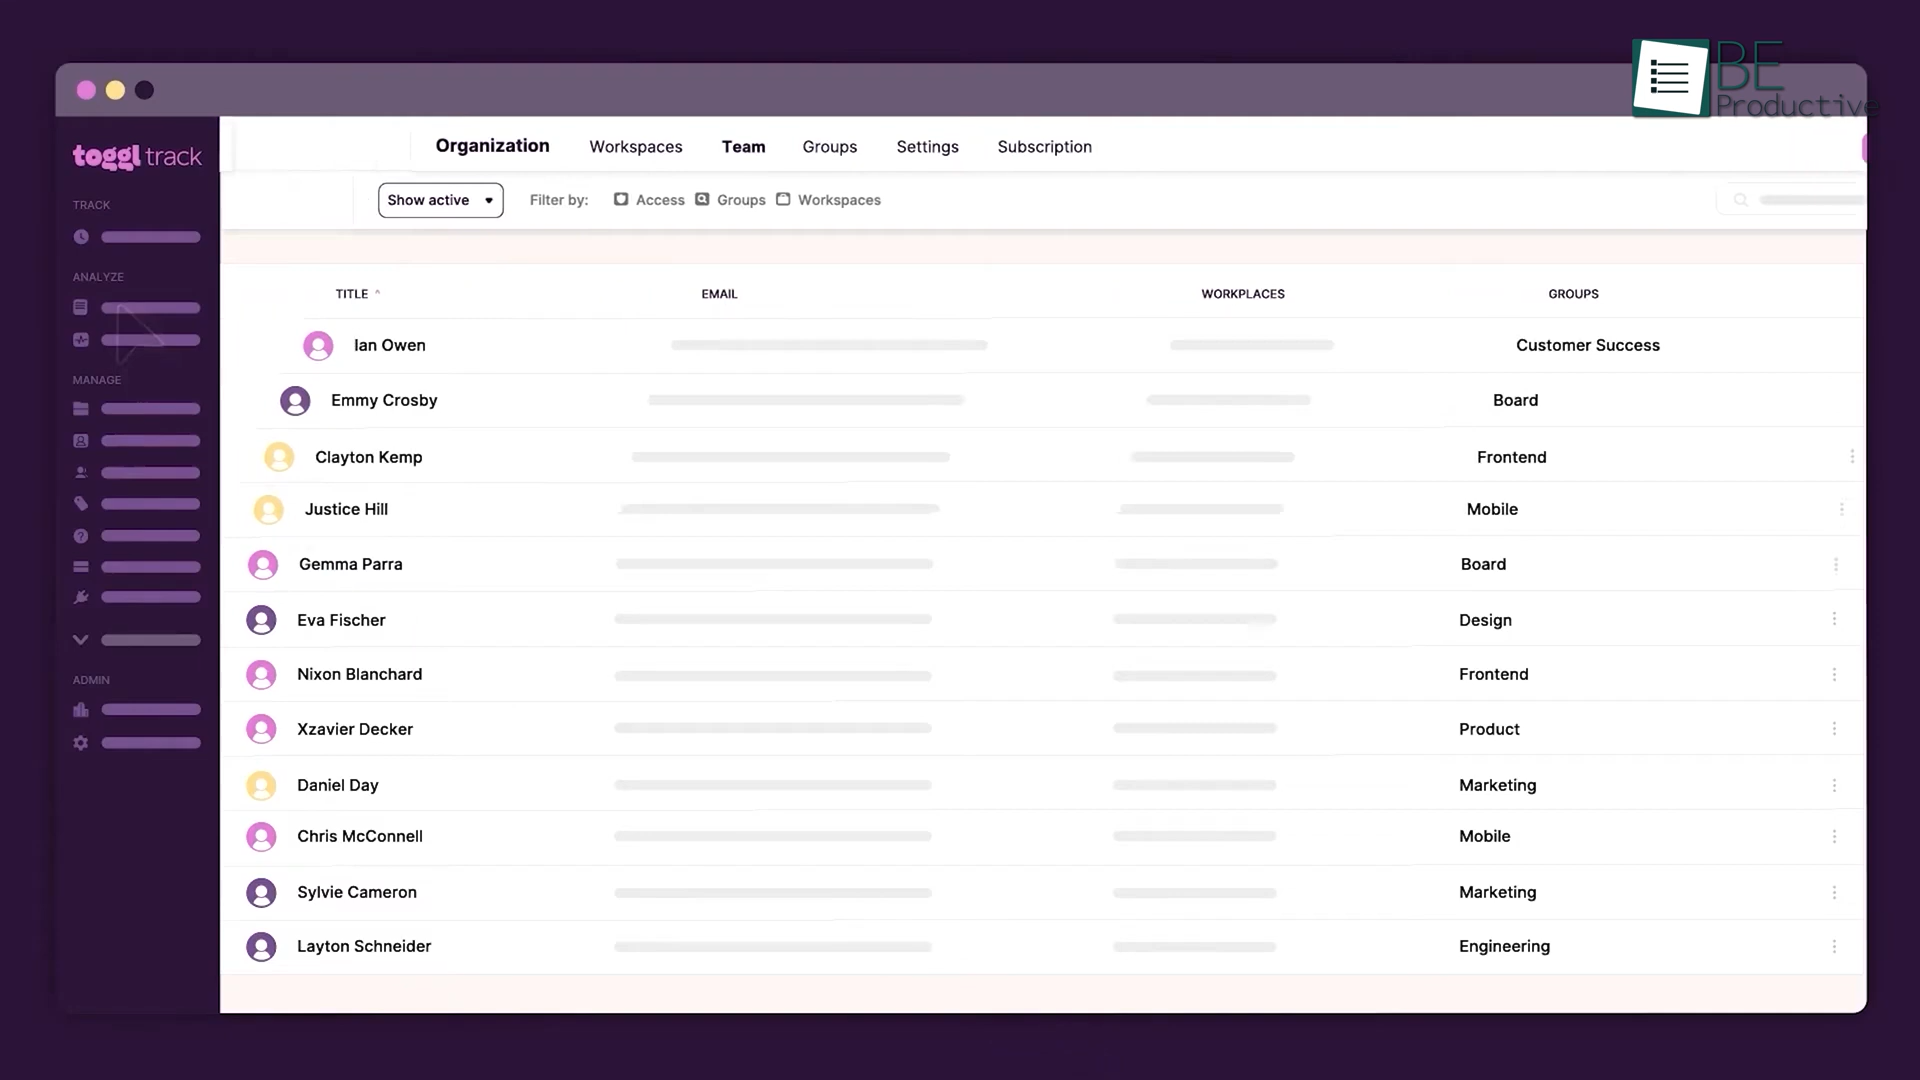 BE
Productive
toggl track
Organization Workspaces Team Groups Settings Subscription
TRACK
Show active Filter by: Access Groups Workspaces
ANALYZE
MANAGE
ADMIN
TITLE EMAIL WORKPLACES GROUPS
Ian Owen Customer Success
Emmy Crosby Board
Clayton Kemp Frontend
Justice Hill Mobile
Gemma Parra Board
Eva Fischer Design
Nixon Blanchard Frontend
Xzavier Decker Product
Daniel Day Marketing
Chris McConnell Mobile
Sylvie Cameron Marketing
Layton Schneider Engineering